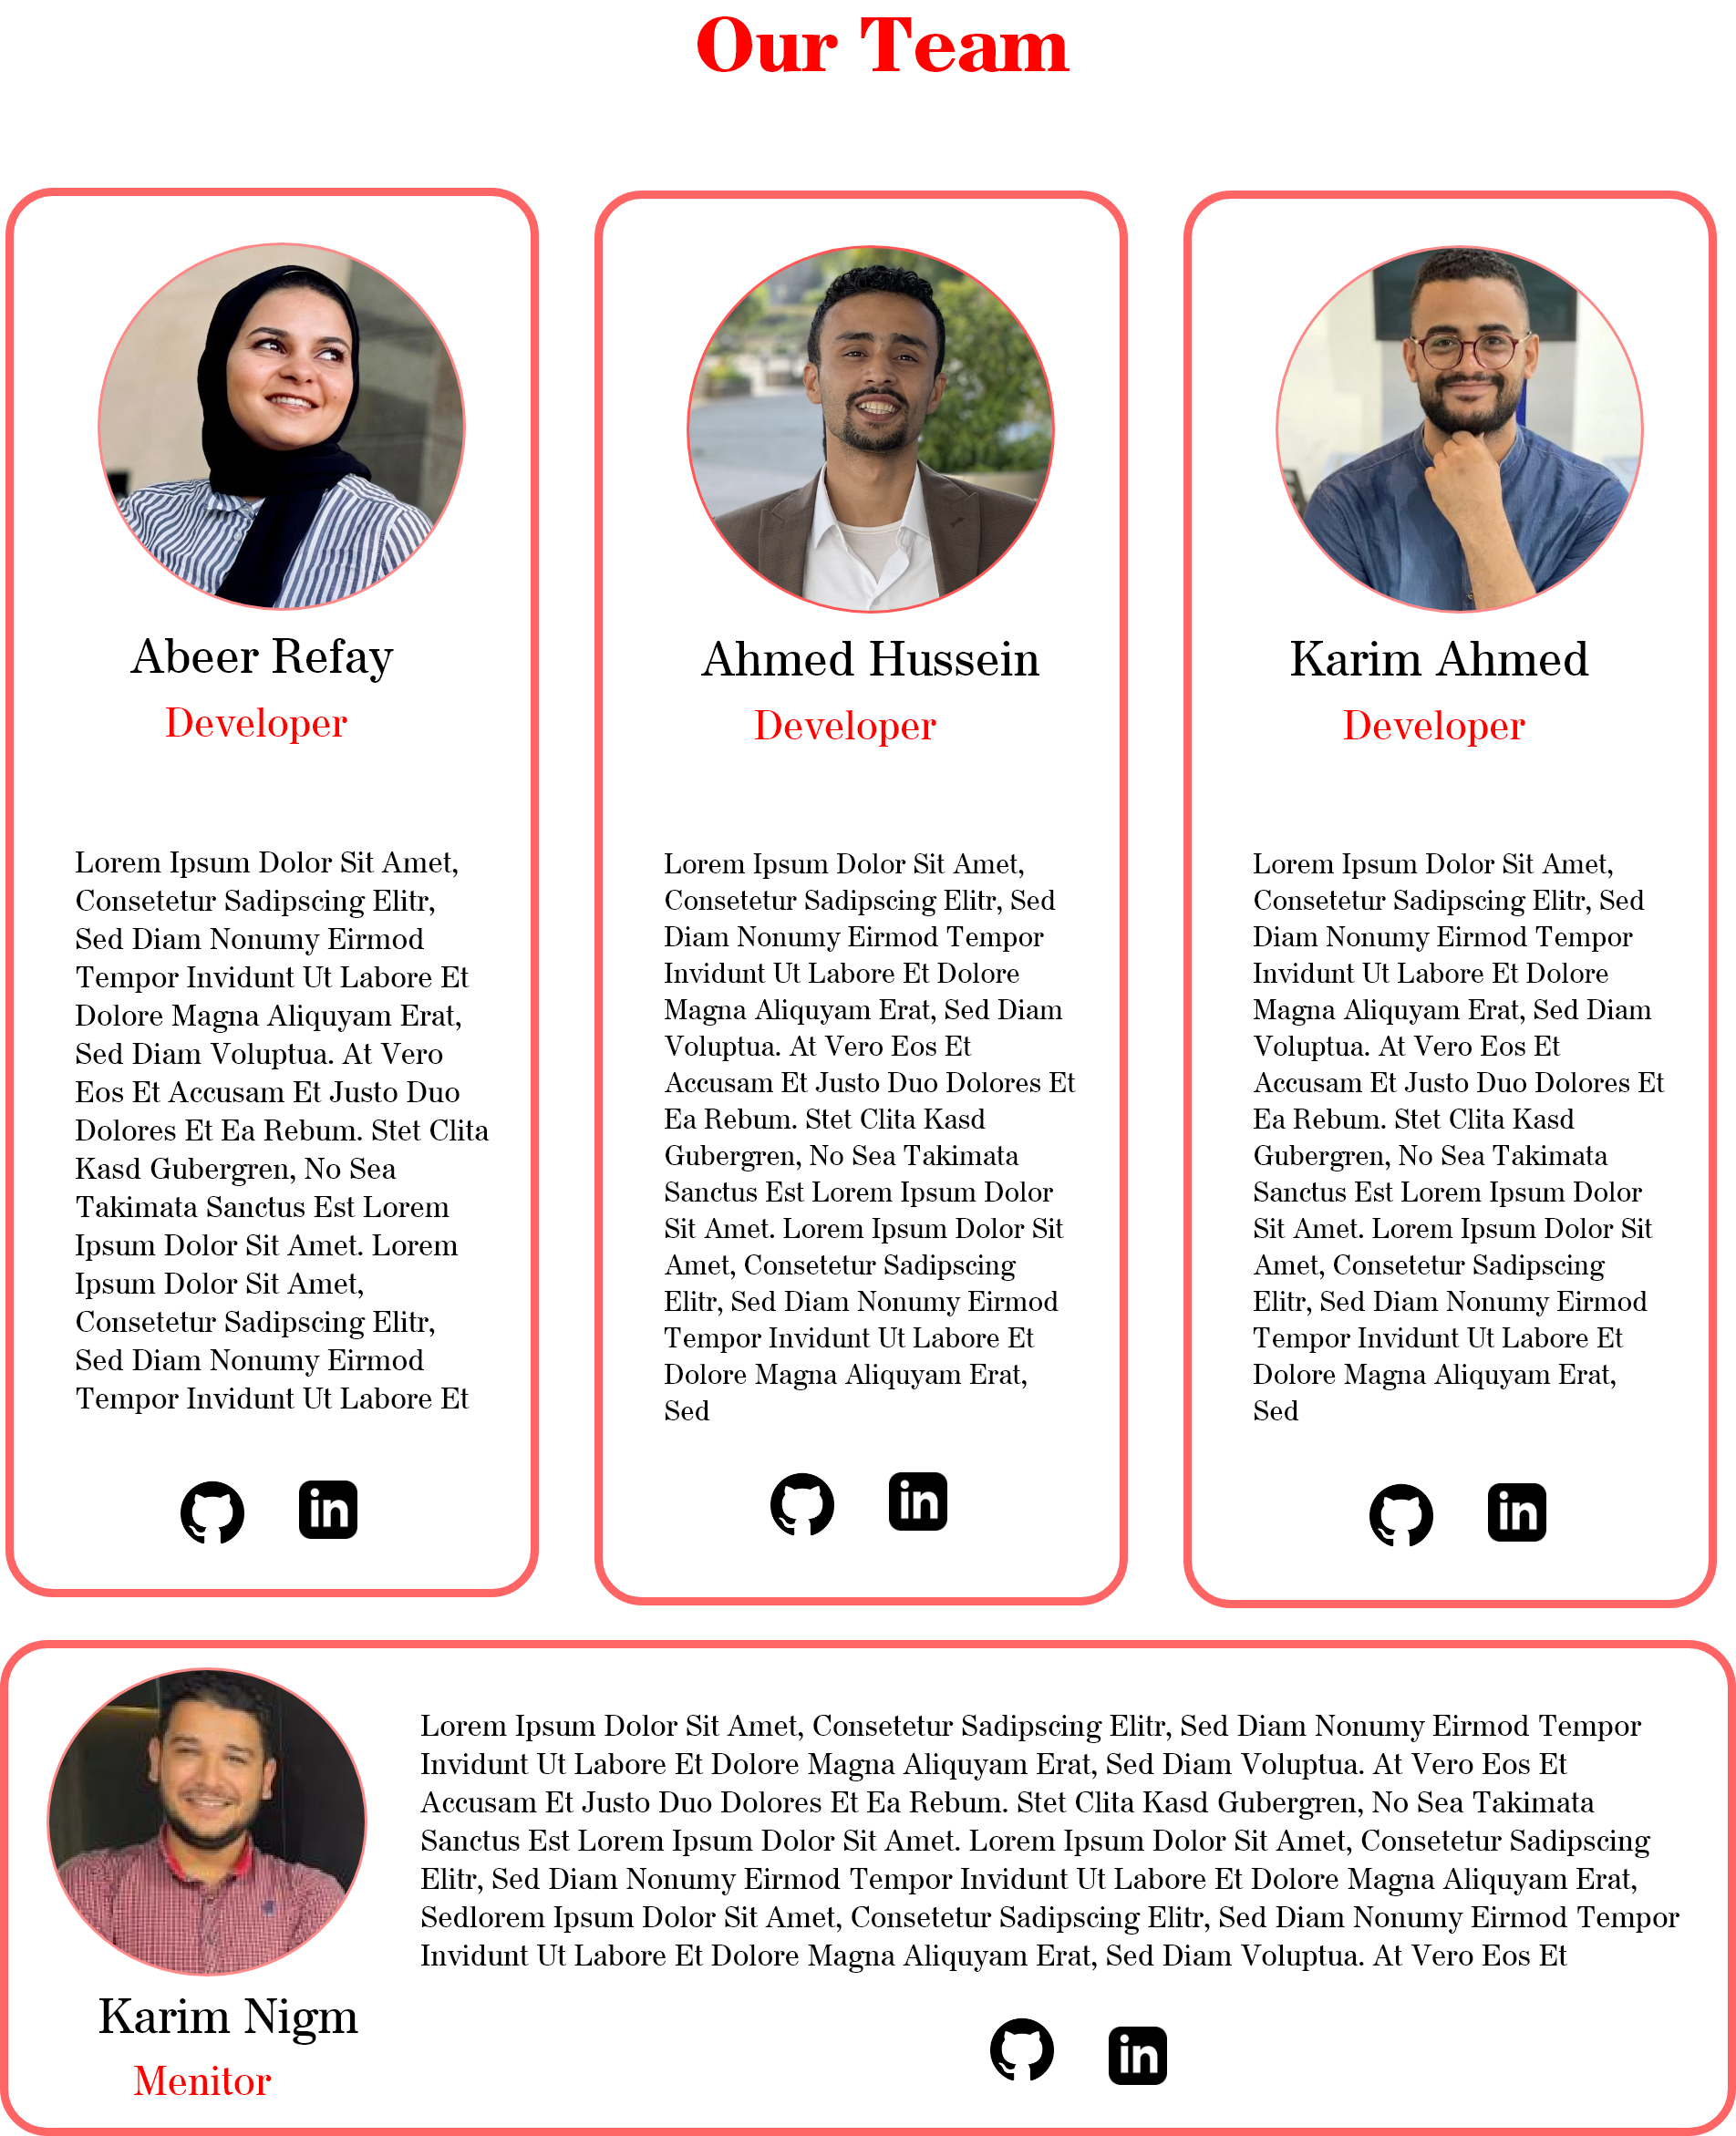 Our Team
Abeer Refay
Developer
Lorem Ipsum Dolor Sit Amet,
Consetetur Sadipscing Elitr,
Sed Diam Nonumy Eirmod
Tempor Invidunt Ut Labore Et
Dolore Magna Aliquyam Erat,
Sed Diam Voluptua. At Vero
Eos Et Accusam Et Justo Duo
Dolores Et Ea Rebum. Stet Clita
Kasd Gubergren, No Sea
Takimata Sanctus Est Lorem
Ipsum Dolor Sit Amet. Lorem
Ipsum Dolor Sit Amet,
Consetetur Sadipscing Elitr,
Sed Diam Nonumy Eirmod
Tempor Invidunt Ut Labore Et
in
Ahmed Hussein
Developer
Lorem Ipsum Dolor Sit Amet,
Consetetur Sadipscing Elitr, Sed
Diam Nonumy Eirmod Tempor
Invidunt Ut Labore Et Dolore
Magna Aliquyam Erat, Sed Diam
Voluptua. At Vero Eos Et
Accusam Et Justo Duo Dolores Et
Ea Rebum. Stet Clita Kasd
Gubergren, No Sea Takimata
Sanctus Est Lorem Ipsum Dolor
Sit Amet. Lorem Ipsum Dolor Sit
Amet, Consetetur Sadipscing
Elitr, Sed Diam Nonumy Eirmod
Tempor Invidunt Ut Labore Et
Dolore Magna Aliquyam Erat,
Sed
in
Karim Ahmed
Developer
Lorem Ipsum Dolor Sit Amet,
Consetetur Sadipscing Elitr, Sed
Diam Nonumy Eirmod Tempor
Invidunt Ut Labore Et Dolore
Magna Aliquyam Erat, Sed Diam
Voluptua. At Vero Eos Et
Accusam Et Justo Duo Dolores Et
Ea Rebum. Stet Clita Kasd
Gubergren, No Sea Takimata
Sanctus Est Lorem Ipsum Dolor
Sit Amet. Lorem Ipsum Dolor Sit
Amet, Consetetur Sadipscing
Elitr, Sed Diam Nonumy Eirmod
Tempor Invidunt Ut Labore Et
Dolore Magna Aliquyam Erat,
Sed
in
Karim Nigm
Menitor
Lorem Ipsum Dolor Sit Amet, Consetetur Sadipscing Elitr, Sed Diam Nonumy Eirmod Tempor
Invidunt Ut Labore Et Dolore Magna Aliquyam Erat, Sed Diam Voluptua. At Vero Eos Et
Accusam Et Justo Duo Dolores Et Ea Rebum. Stet Clita Kasd Gubergren, No Sea Takimata
Sanctus Est Lorem Ipsum Dolor Sit Amet. Lorem Ipsum Dolor Sit Amet, Consetetur Sadipscing
Elitr, Sed Diam Nonumy Eirmod Tempor Invidunt Ut Labore Et Dolore Magna Aliquyam Erat,
Sedlorem Ipsum Dolor Sit Amet, Consetetur Sadipscing Elitr, Sed Diam Nonumy Eirmod Tempor
Invidunt Ut Labore Et Dolore Magna Aliquyam Erat, Sed Diam Voluptua. At Vero Eos Et
in